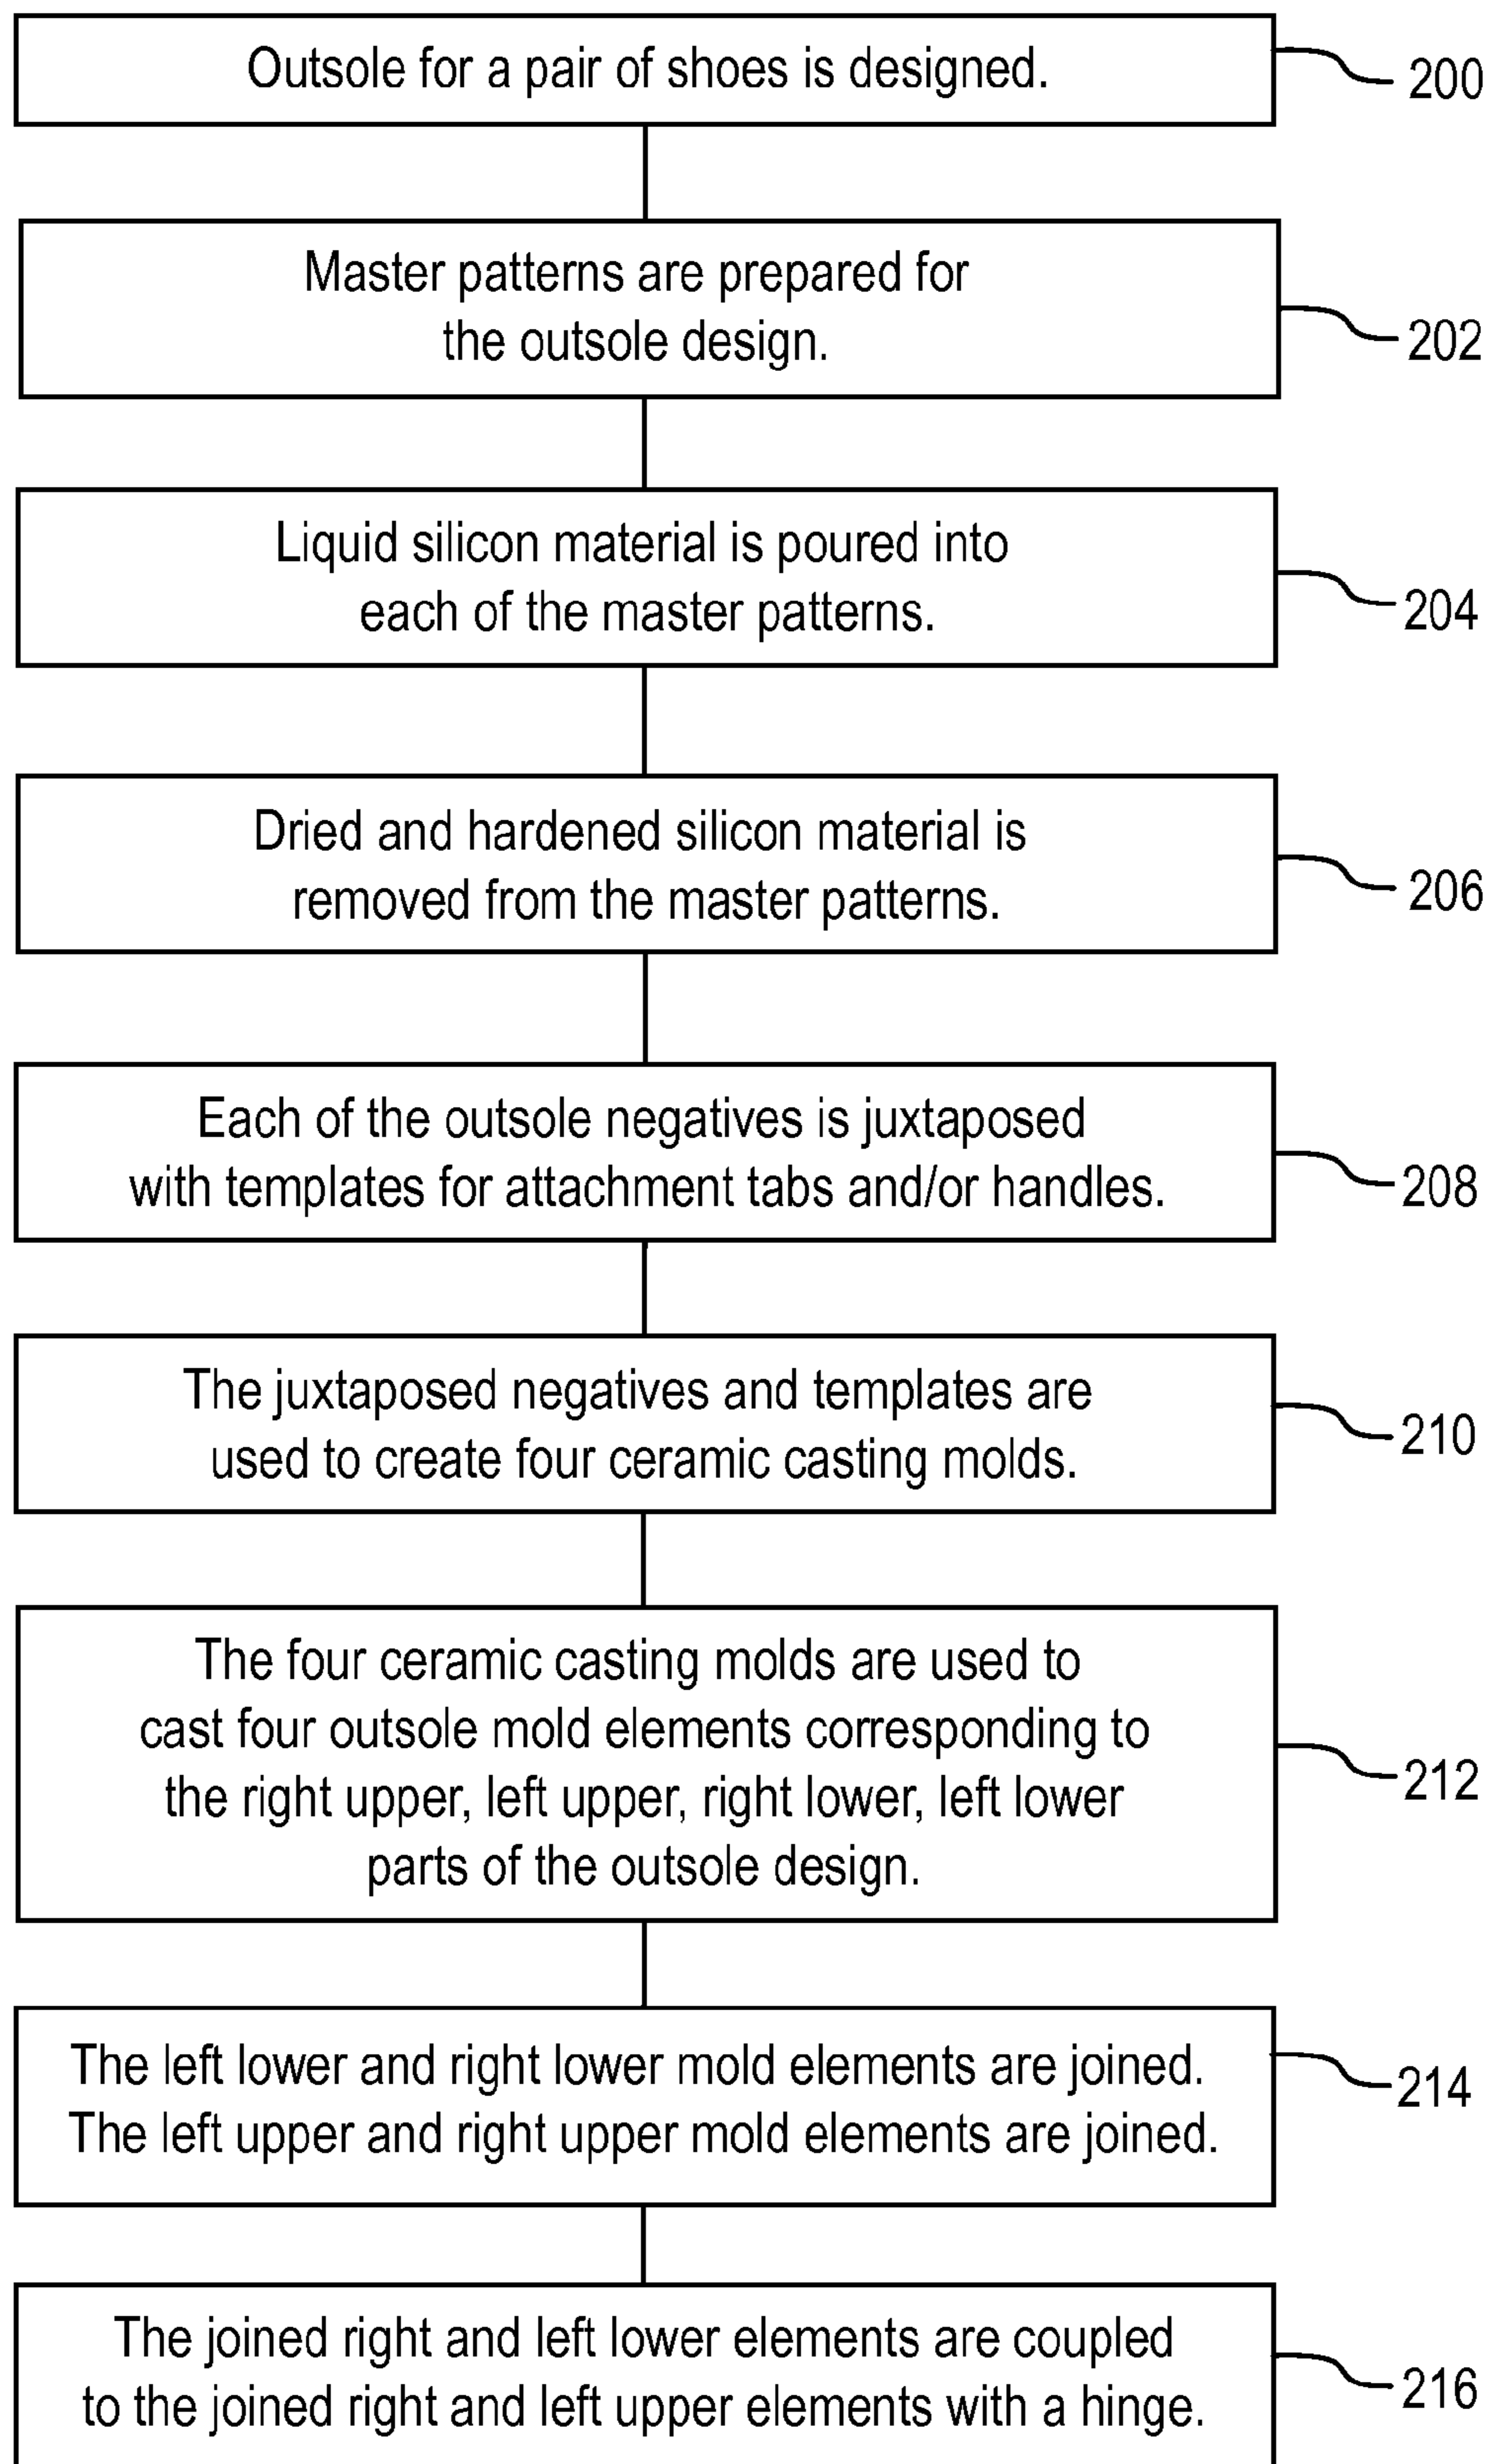 Outsole for a pair of shoes is designed.
200
Master patterns are prepared for
the outsole design.
202
Liquid silicon material is poured into
each of the master patterns.
204
Dried and hardened silicon material is
removed from the master patterns.
206
Each of the outsole negatives is juxtaposed
with templates for attachment tabs and/or handles.
208
The juxtaposed negatives and templates are
used to create four ceramic casting molds.
210
The four ceramic casting molds are used to
cast four outsole mold elements corresponding to
the right upper, left upper, right lower, left lower
parts of the outsole design.
212
The left lower and right lower mold elements are joined.
The left upper and right upper mold elements are joined.
214
The joined right and left lower elements are coupled
to the joined right and left upper elements with a hinge.
216